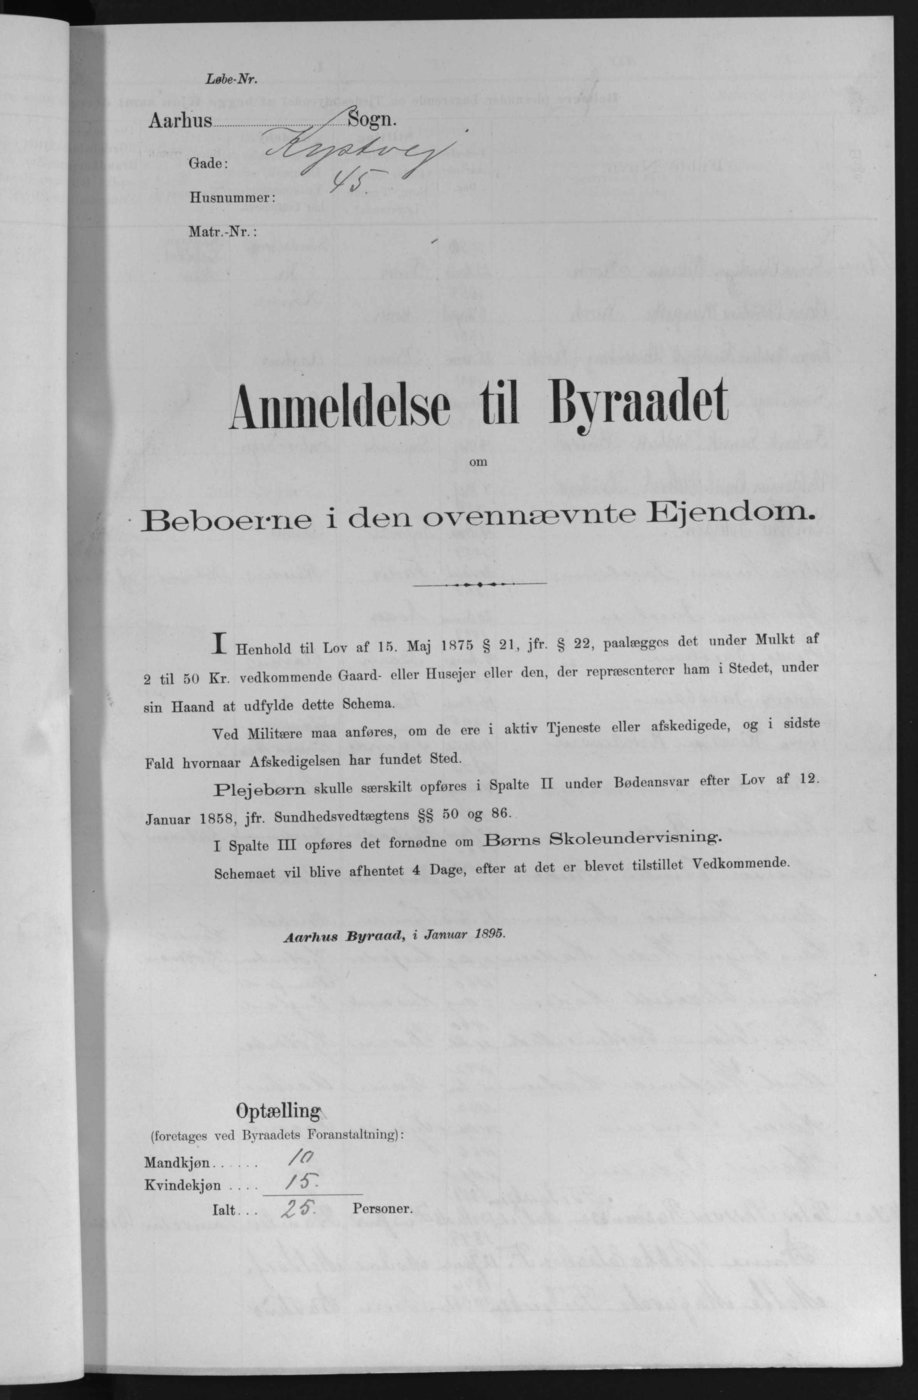 Løbe-Nr.
Aarhus Sogn.
Gade: Kystvej
Husnummer: 45.
Matr.-Nr.:
Anmeldelse til Byraadet
om
Beboerne i den ovennævnte Ejendom.
I Henhold til Lov af 15. Maj 1875 § 21, jfr. § 22, paalægges det under Mulkt af
2 til 50 Kr. vedkommende Gaard- eller Husejer eller den, der repræsenterer ham i Stedet, under
sin Haand at udfylde dette Schema.
Ved Militære maa anføres, om de ere i aktiv Tjeneste eller afskedigede, og i sidste
Fald hvornaar Afskedigelsen har fundet Sted.
Plejebørn skulle særskilt opføres i Spalte II under Bødeansvar efter Lov af 12.
Januar 1858, jfr. Sundhedsvedtægtens §§ 50 og 86.
I Spalte III opføres det fornødne om Børns Skoleundervisning.
Schemaet vil blive afhentet 4 Dage, efter at det er blevet tilstillet Vedkommende.
Aarhus Byraad, i Januar 1895.
Optælling
(foretages ved Byraadets Foranstaltning):
Mandkjøn...... 10
Kvindekjøn .... 15.
Ialt... 25. Personer.